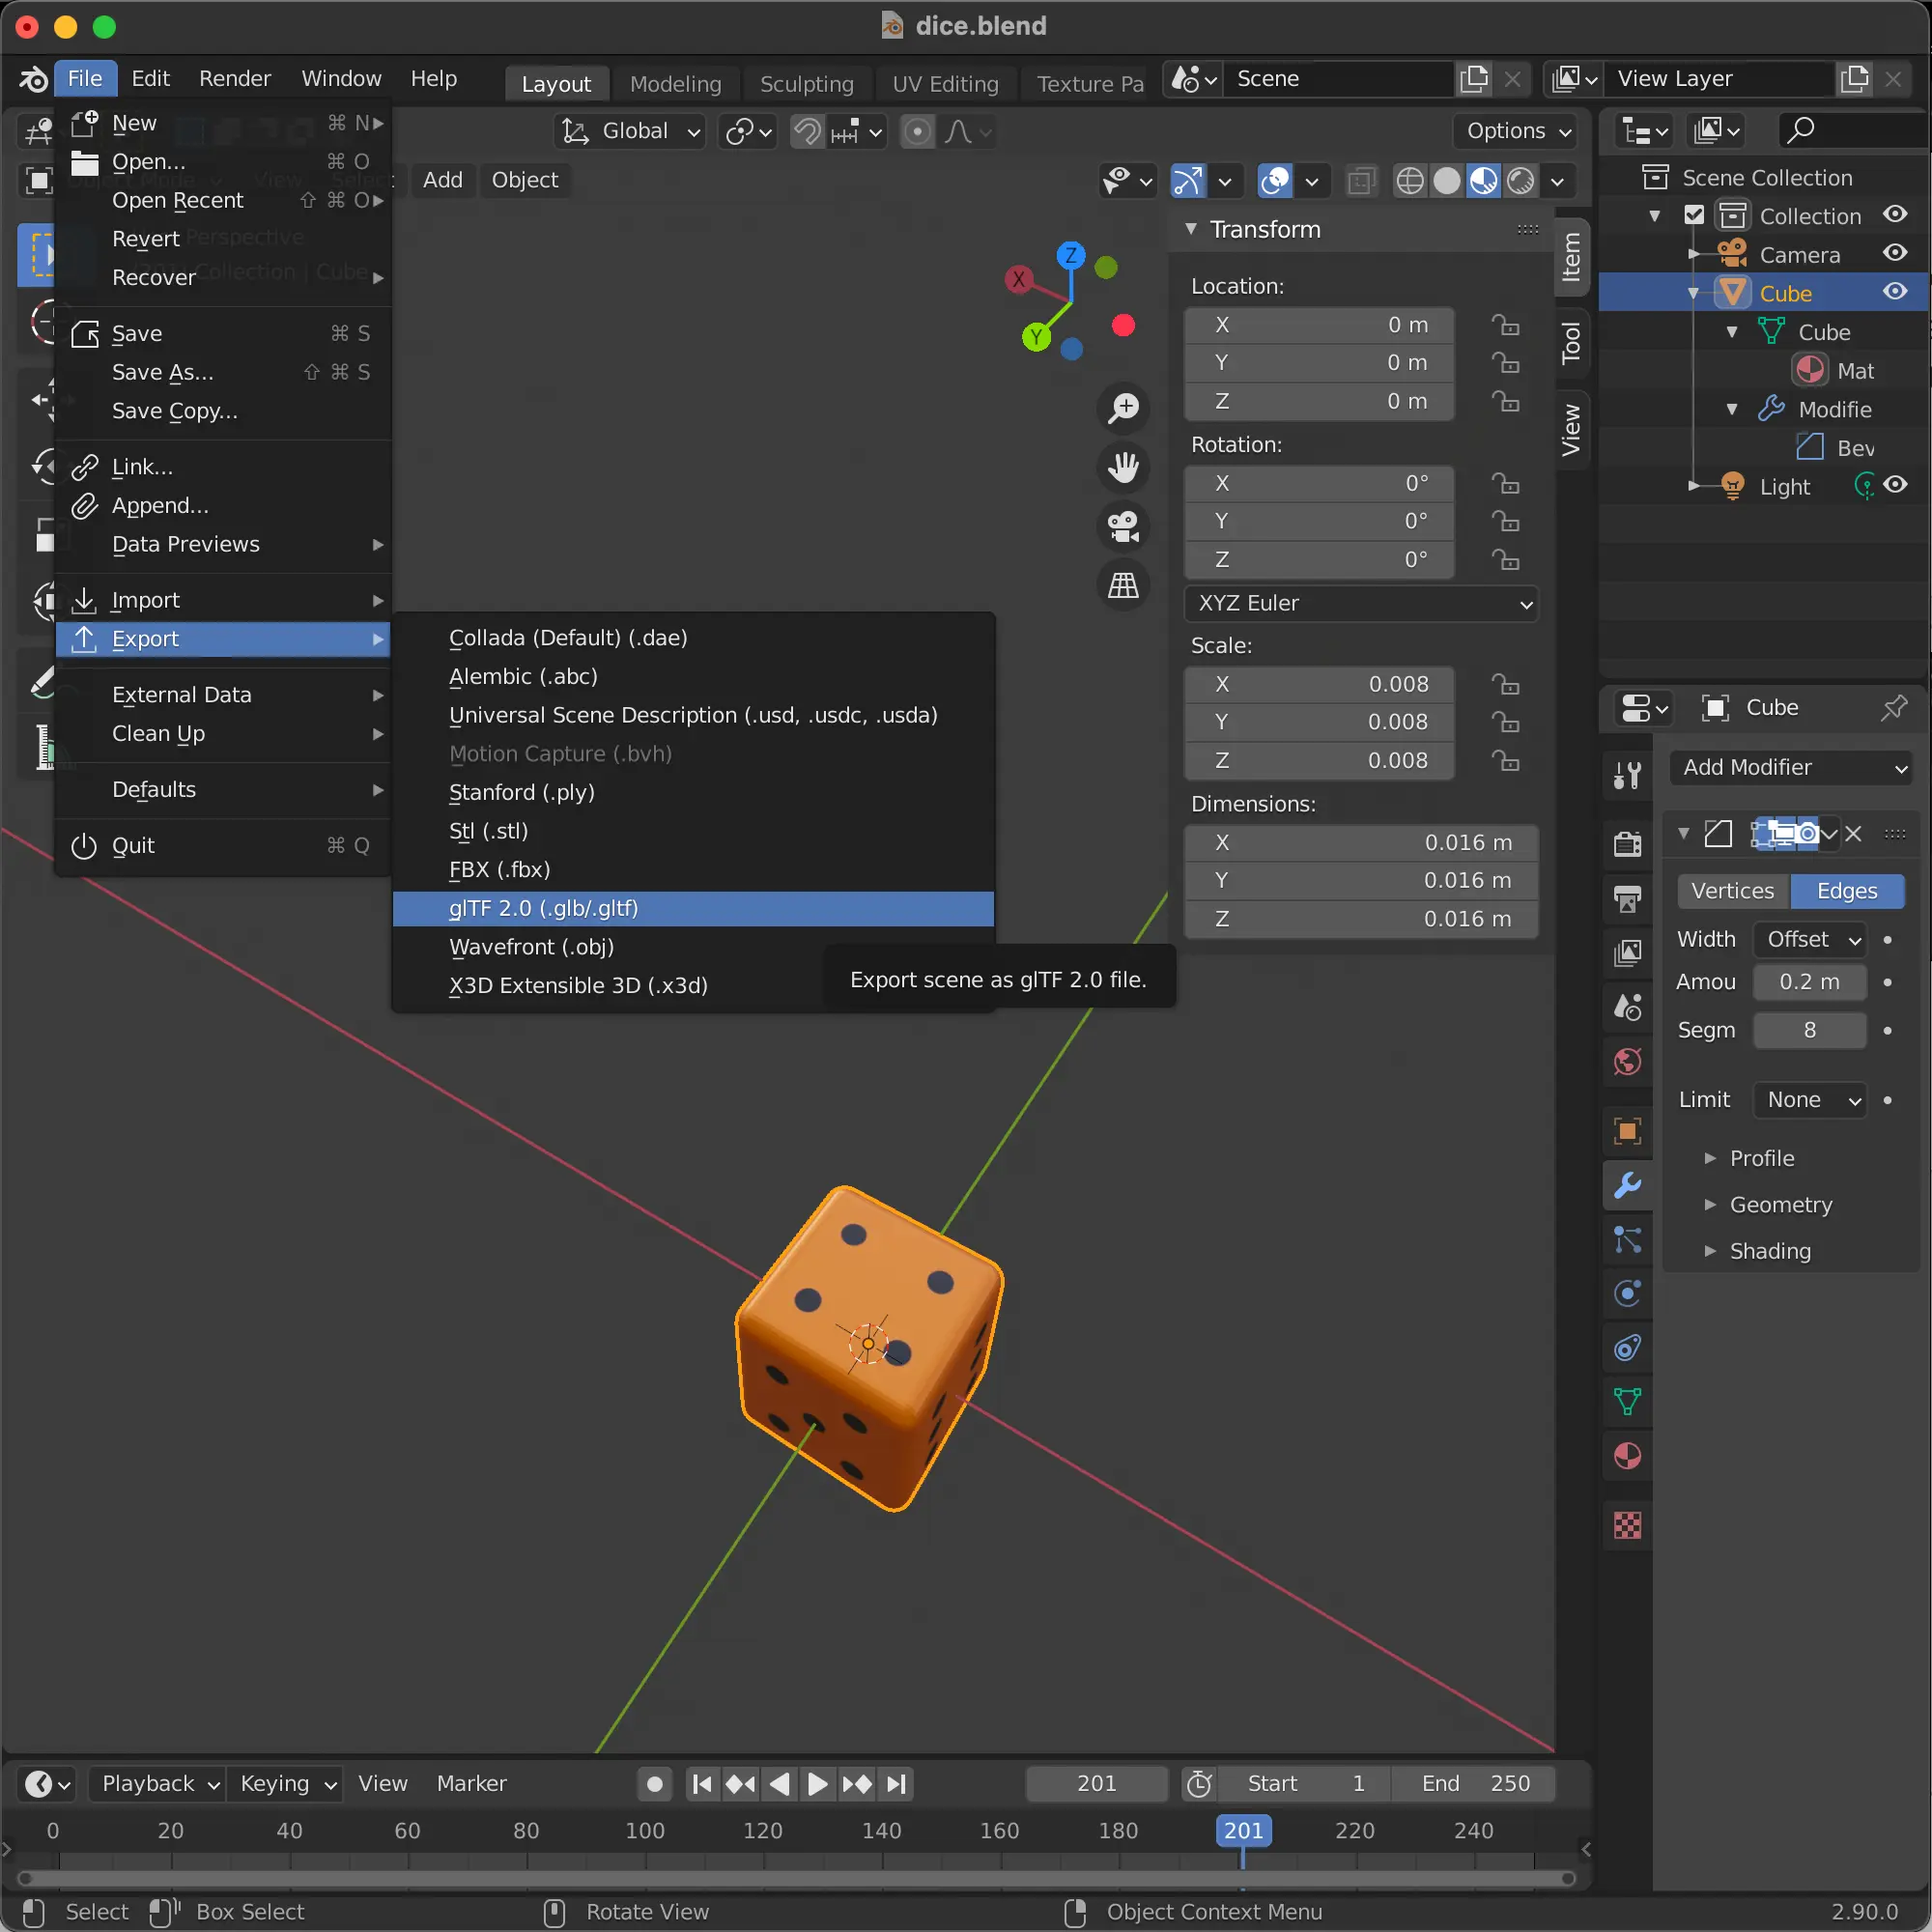 dice.blend
File Edit Render Window Help Layout Modeling Sculpting UV Editing Texture Pa Scene View Layer
New ⌘ N
Open... ⌘ O
Open Recent ⇧ ⌘ O
Revert
Recover
Save ⌘ S
Save As... ⇧ ⌘ S
Save Copy...
Link...
Append...
Data Previews
Import
Export
External Data
Clean Up
Defaults
Quit ⌘ Q
Collada (Default) (.dae)
Alembic (.abc)
Universal Scene Description (.usd, .usdc, .usda)
Motion Capture (.bvh)
Stanford (.ply)
Stl (.stl)
FBX (.fbx)
glTF 2.0 (.glb/.gltf)
Wavefront (.obj)
X3D Extensible 3D (.x3d)
Export scene as glTF 2.0 file.
Global
Options
Object Mode View Select Add Object
Perspective
Collection | Cube
X
Y
Z
Transform
Location:
X 0 m
Y 0 m
Z 0 m
Rotation:
X 0°
Y 0°
Z 0°
XYZ Euler
Scale:
X 0.008
Y 0.008
Z 0.008
Dimensions:
X 0.016 m
Y 0.016 m
Z 0.016 m
Item
Tool
View
Scene Collection
Collection
Camera
Cube
Cube
Mat
Modifie
Bev
Light
Cube
Add Modifier
Vertices Edges
Width Offset
Amou 0.2 m
Segm 8
Limit None
Profile
Geometry
Shading
Playback Keying View Marker 201 Start 1 End 250
0 20 40 60 80 100 120 140 160 180 201 220 240
Select Box Select Rotate View Object Context Menu 2.90.0